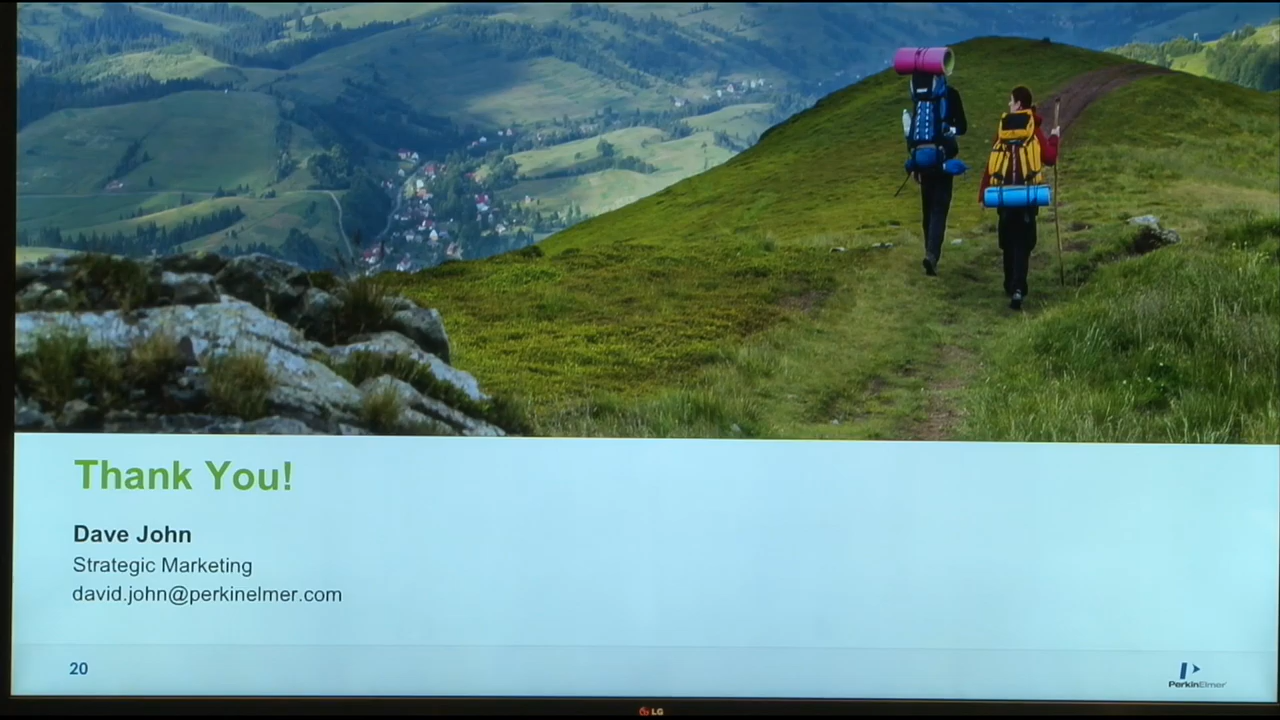 Thank You!
Dave John
Strategic Marketing
david.john@perkinelmer.com
20
PerkinElmer
LG